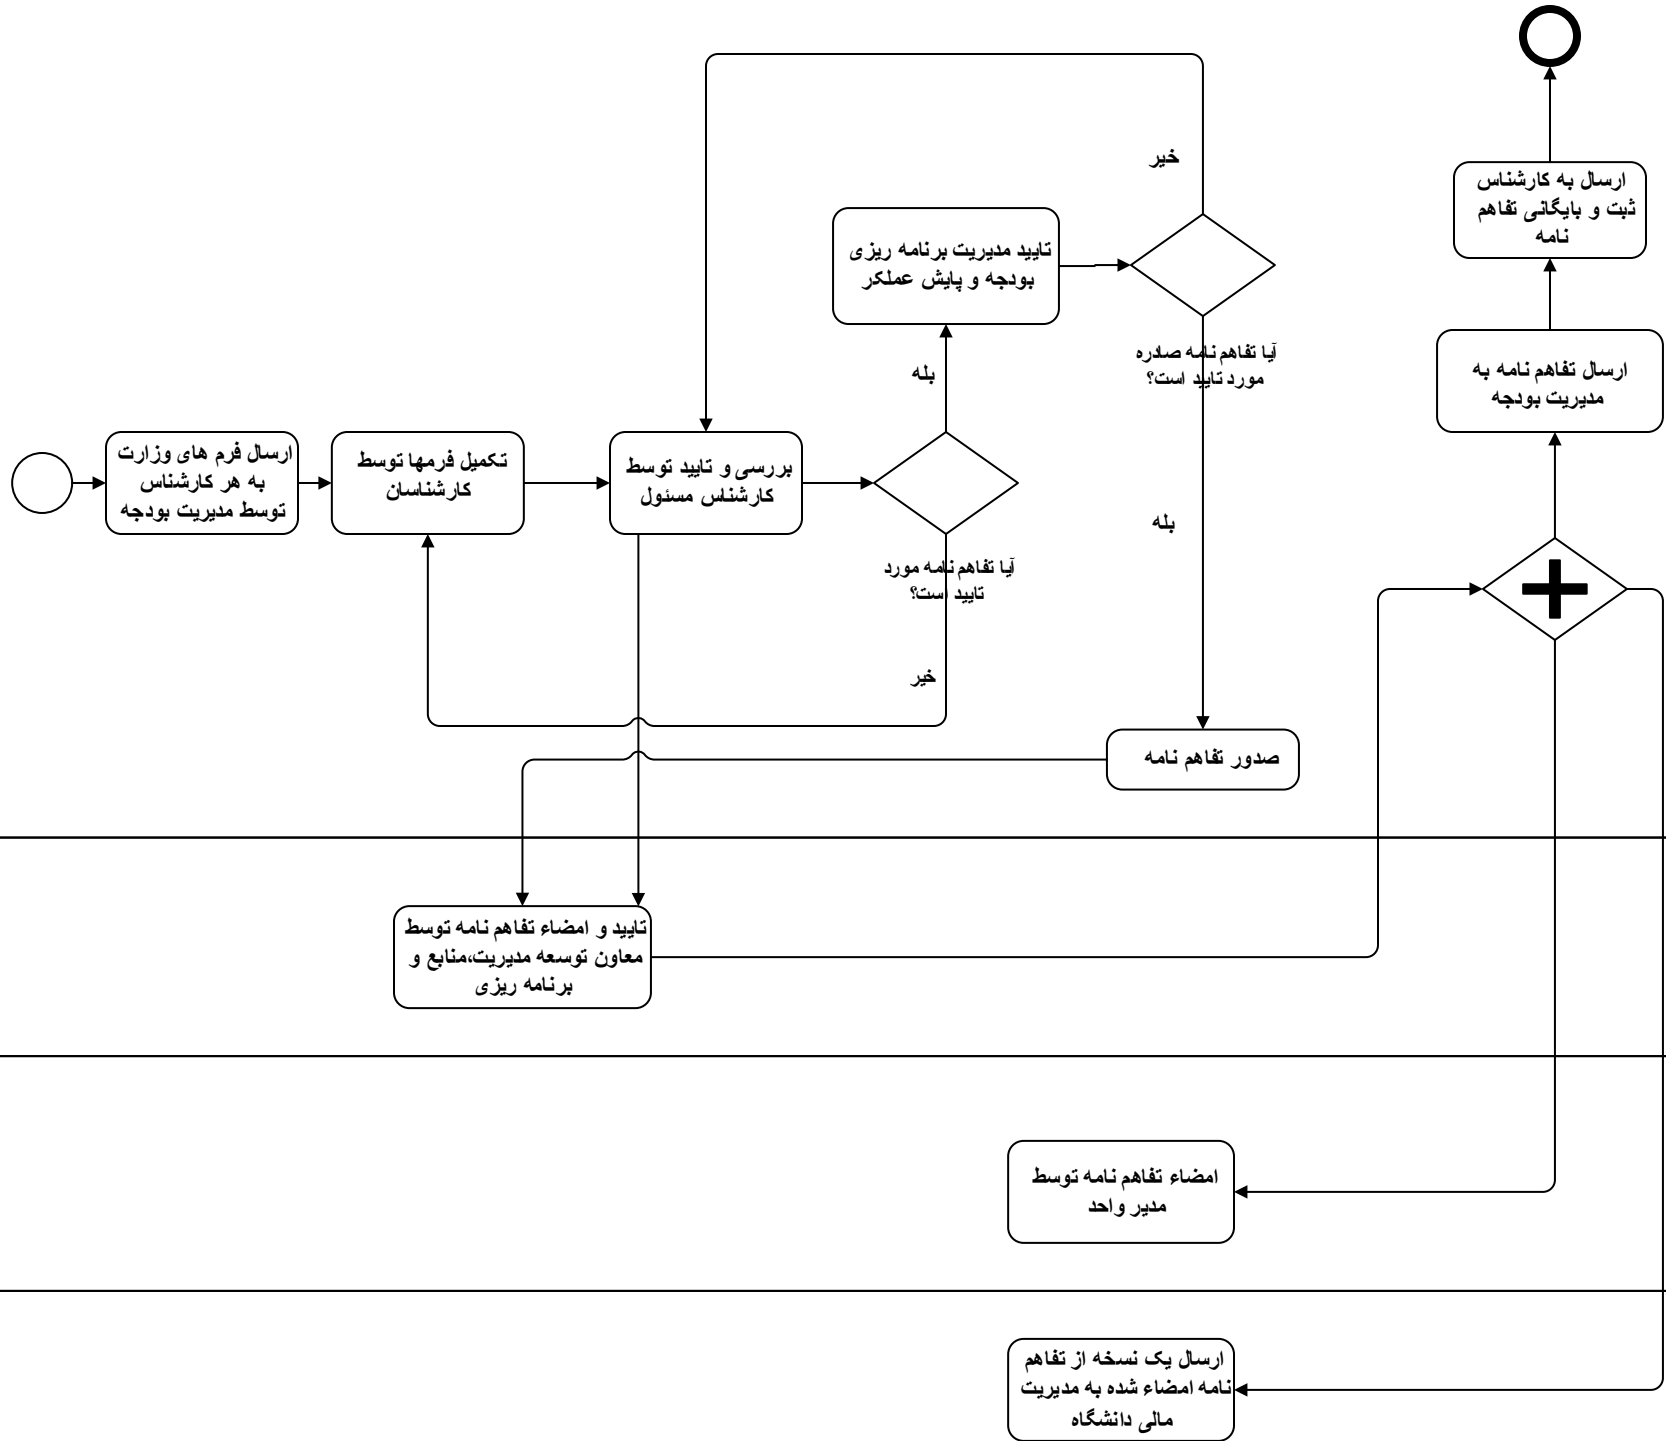 ارسال فرم های وزارت
به هر کارشناس
توسط مدیریت بودجه
تکمیل فرمها توسط
کارشناسان
بررسی و تایید توسط
کارشناس مسئول
آیا تفاهم نامه مورد
تایید است؟
بله
خیر
تایید مدیریت برنامه ریزی
بودجه و پایش عملکر
خیر
آیا تفاهم نامه صادره
مورد تایید است؟
بله
صدور تفاهم نامه
تایید و امضاء تفاهم نامه توسط
معاون توسعه مدیریت،منابع و
برنامه ریزی
ارسال تفاهم نامه به
مدیریت بودجه
ارسال به کارشناس
ثبت و بایگانی تفاهم
نامه
امضاء تفاهم نامه توسط
مدیر واحد
ارسال یک نسخه از تفاهم
نامه امضاء شده به مدیریت
مالی دانشگاه